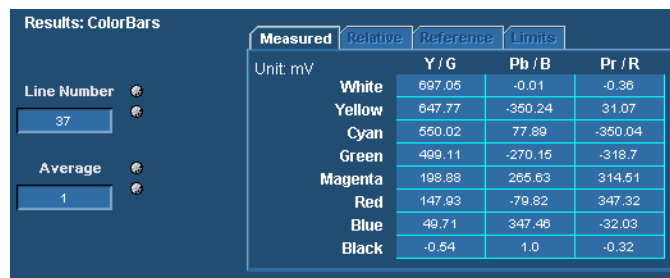 Results: ColorBars
Measured Relative Reference Limits
Unit: mV Y / G Pb / B Pr / R
White 697.05 -0.01 -0.36
Yellow 647.77 -350.24 31.07
Cyan 550.02 77.89 -350.04
Green 499.11 -270.15 -318.7
Magenta 198.88 265.63 314.51
Red 147.93 -79.82 347.32
Blue 49.71 347.46 -32.03
Black -0.54 1.0 -0.32
Line Number
37
Average
1